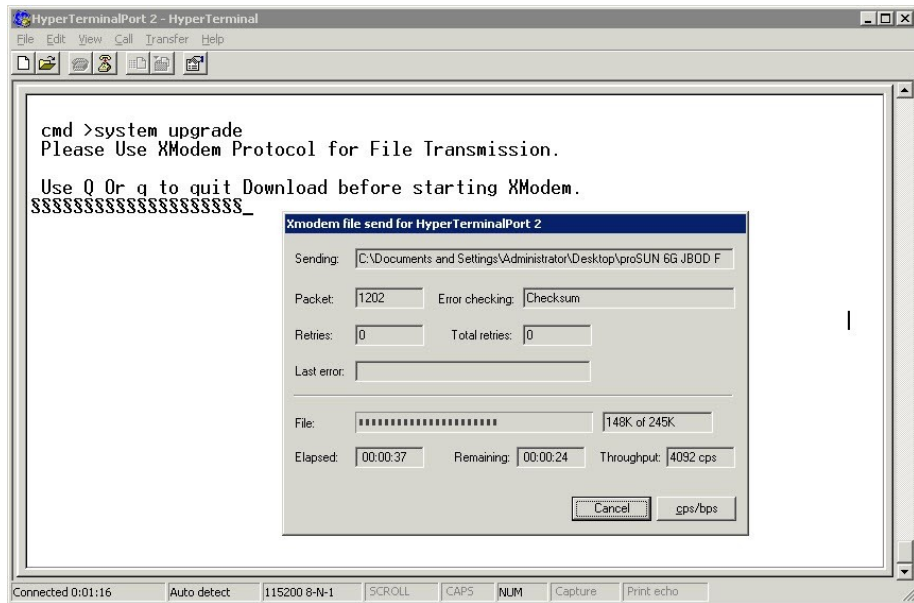 HyperTerminalPort 2 - HyperTerminal
File Edit View Call Transfer Help
cmd >system upgrade
Please Use XModem Protocol for File Transmission.
Use Q Or q to quit Download before starting XModem.
§§§§§§§§§§§§§§§§§§§§_
Xmodem file send for HyperTerminalPort 2
Sending: C:\Documents and Settings\Administrator\Desktop\proSUN 6G JBOD F
Packet: 1202 Error checking: Checksum
Retries: 0 Total retries: 0
Last error:
File: 148K of 245K
Elapsed: 00:00:37 Remaining: 00:00:24 Throughput: 4092 cps
Cancel cps/bps
Connected 0:01:16 Auto detect 115200 8-N-1 SCROLL CAPS NUM Capture Print echo